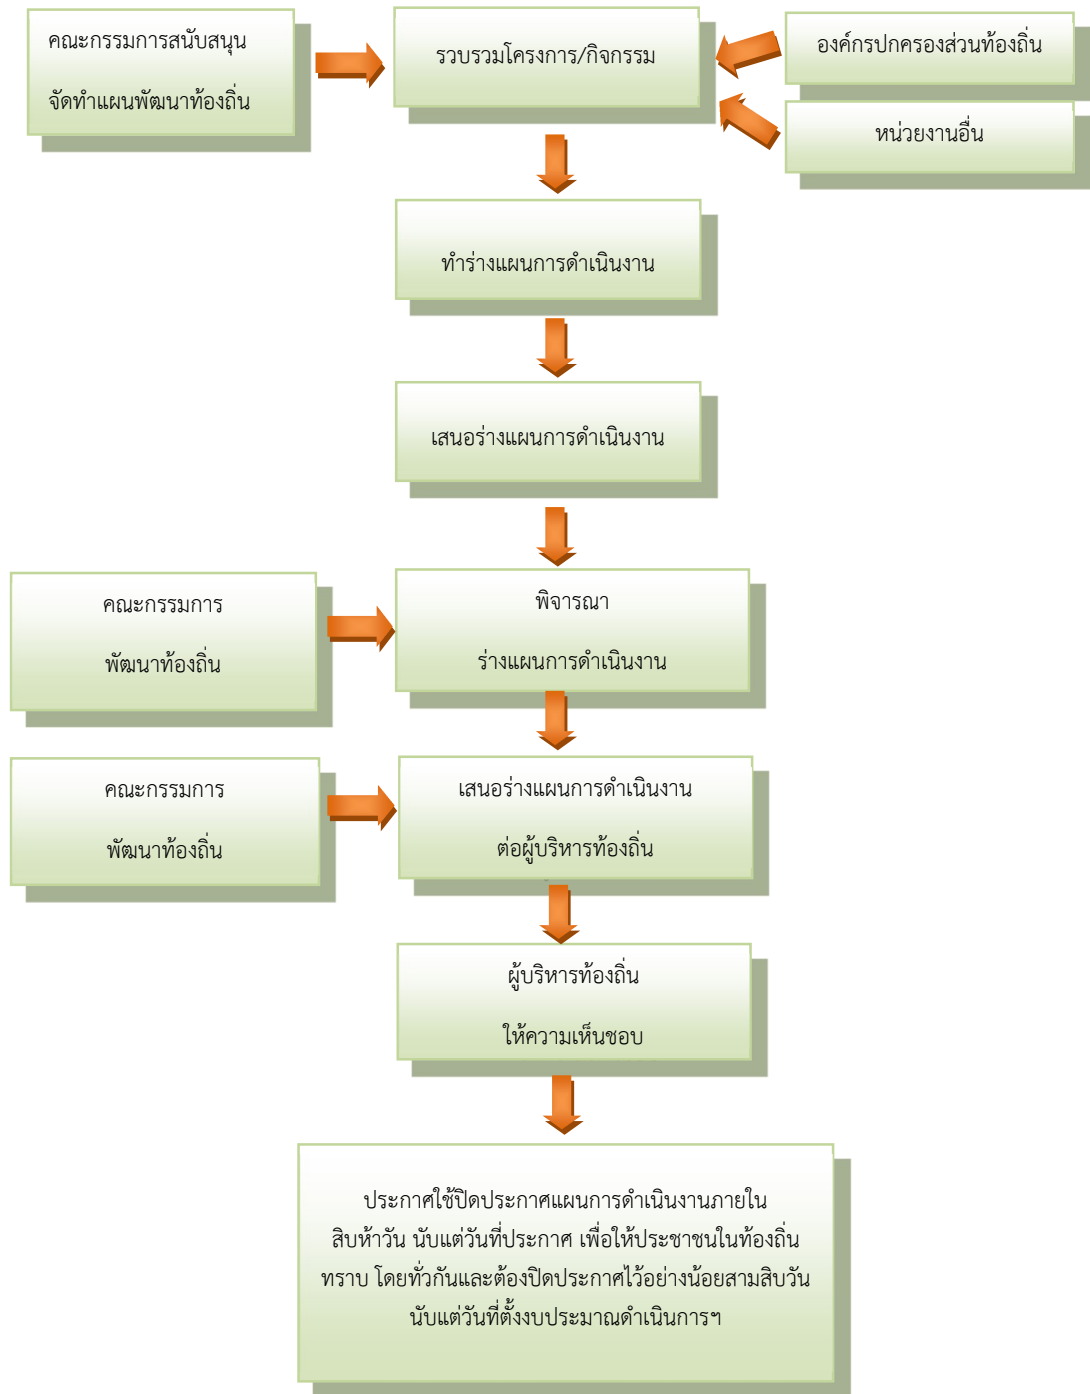 คณะกรรมการสนับสนุน
จัดทำแผนพัฒนาท้องถิ่น
รวบรวมโครงการ/กิจกรรม
องค์กรปกครองส่วนท้องถิ่น
หน่วยงานอื่น
ทำร่างแผนการดำเนินงาน
เสนอร่างแผนการดำเนินงาน
คณะกรรมการ
พัฒนาท้องถิ่น
พิจารณา
ร่างแผนการดำเนินงาน
คณะกรรมการ
พัฒนาท้องถิ่น
เสนอร่างแผนการดำเนินงาน
ต่อผู้บริหารท้องถิ่น
ผู้บริหารท้องถิ่น
ให้ความเห็นชอบ
ประกาศใช้ปิดประกาศแผนการดำเนินงานภายใน
สิบห้าวัน นับแต่วันที่ประกาศ เพื่อให้ประชาชนในท้องถิ่น
ทราบ โดยทั่วกันและต้องปิดประกาศไว้อย่างน้อยสามสิบวัน
นับแต่วันที่ตั้งงบประมาณดำเนินการฯ